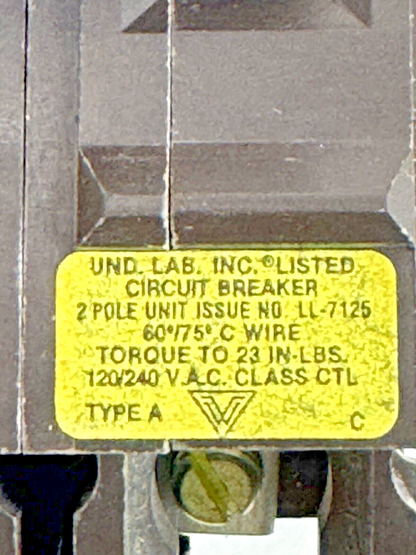 UND. LAB. INC.® LISTED
CIRCUIT BREAKER
2 POLE UNIT ISSUE NO. LL-7125
60°/75° C WIRE
TORQUE TO 23 IN-LBS.
120/240 V.A.C. CLASS CTL
TYPE A
C